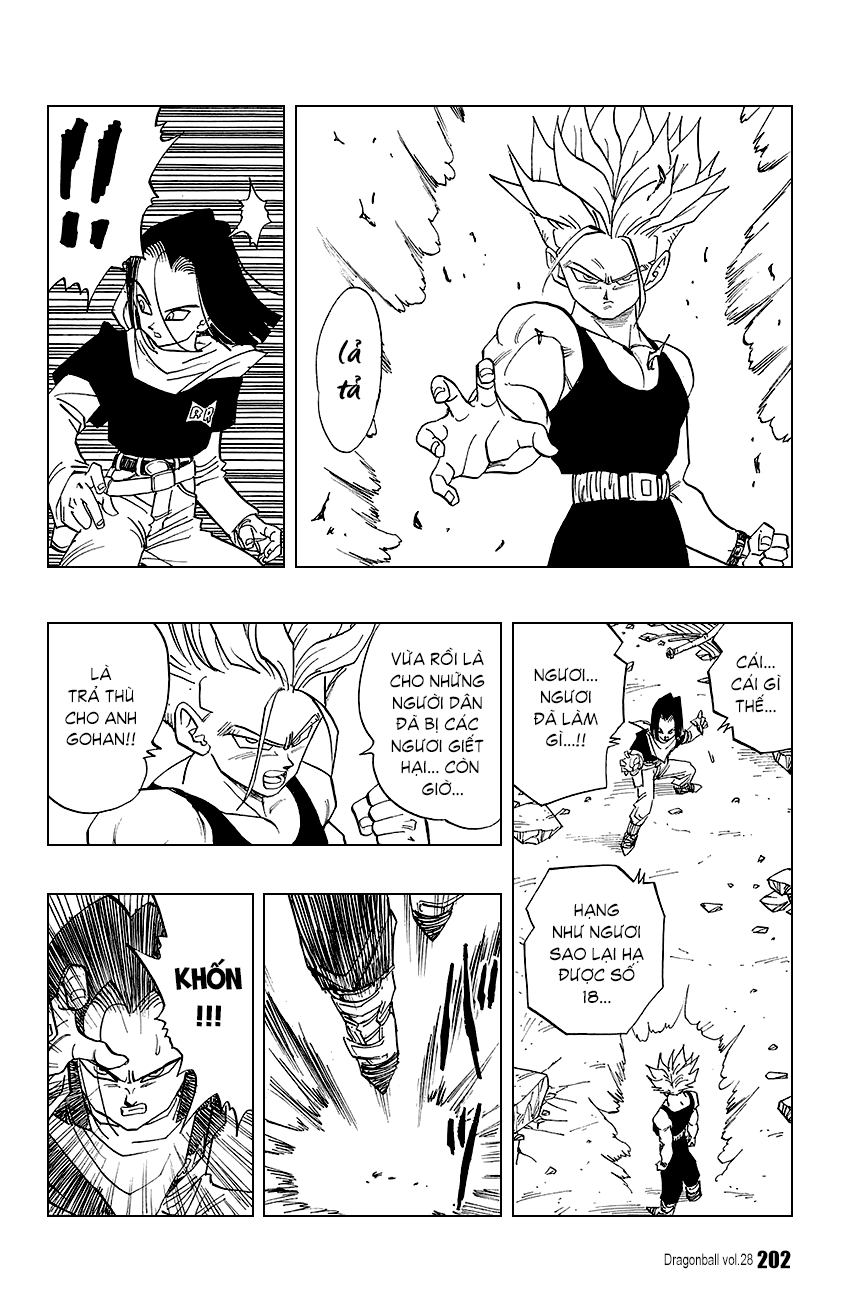 lả
tả
!!
CÁI...
CÁI GÌ
THẾ...
NGƯƠI...
NGƯƠI
ĐÃ LÀM
GÌ...!!
HẠNG
NHƯ NGƯƠI
SAO LẠI HẠ
ĐƯỢC SỐ
18...
VỪA RỒI LÀ
CHO NHỮNG
NGƯỜI DÂN
ĐÃ BỊ CÁC
NGƯƠI GIẾT
HẠI... CÒN
GIỜ...
LÀ
TRẢ THÙ
CHO ANH
GOHAN!!
!!
KHỐN
!!!
Dragonball vol.28 202